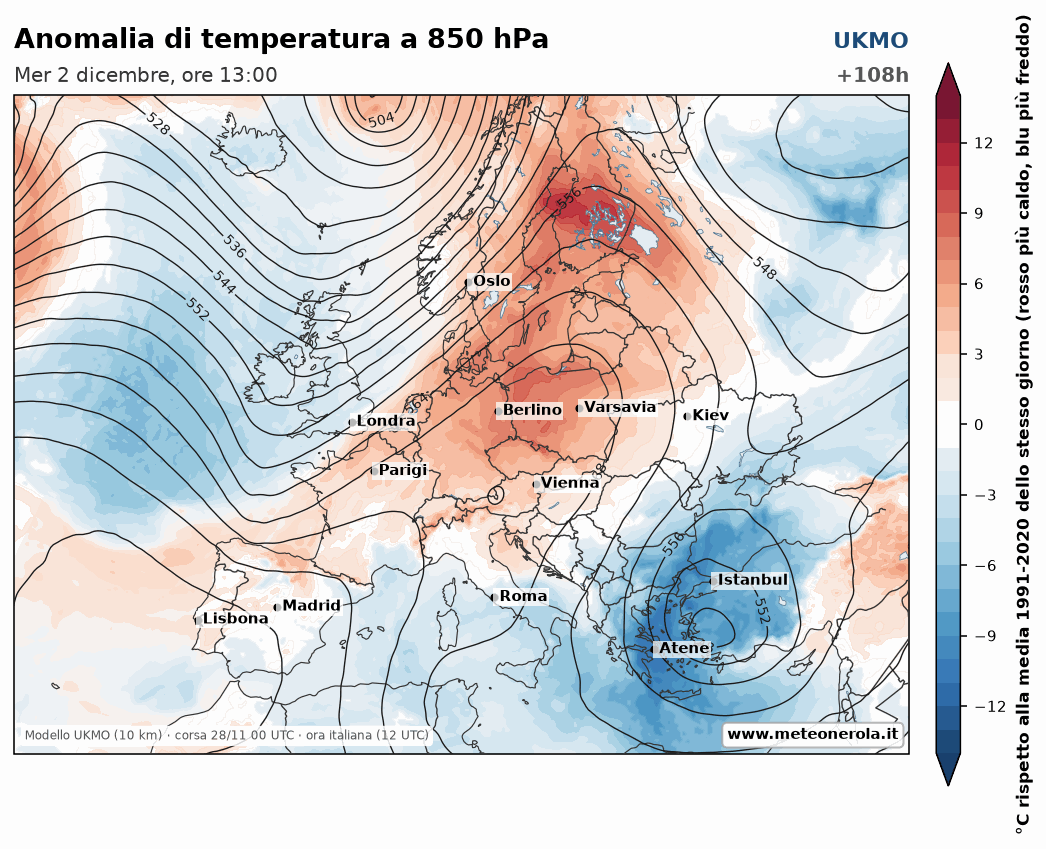 Anomalia di temperatura a 850 hPa
UKMO
Mer 2 dicembre, ore 13:00
+108h
504
528
556
536
548
544
552
Oslo
564
Berlino
Varsavia
Kiev
Londra
Parigi
Vienna
556
Istanbul
Roma
Madrid
552
Lisbona
Atene
Modello UKMO (10 km) · corsa 28/11 00 UTC · ora italiana (12 UTC)
www.meteonerola.it
12
9
6
3
0
−3
−6
−9
−12
°C rispetto alla media 1991-2020 dello stesso giorno (rosso più caldo, blu più freddo)